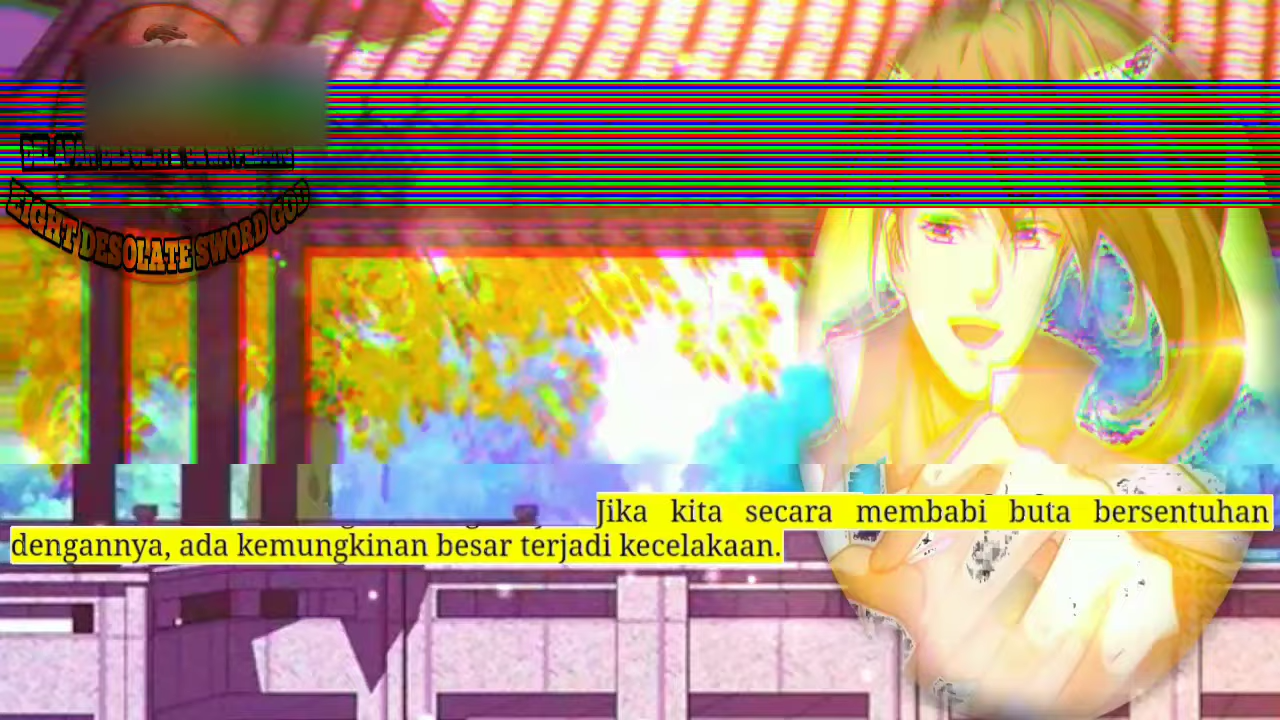 EIGHT DESOLATE SWORD GOD
Jika kita secara membabi buta bersentuhan
dengannya, ada kemungkinan besar terjadi kecelakaan.